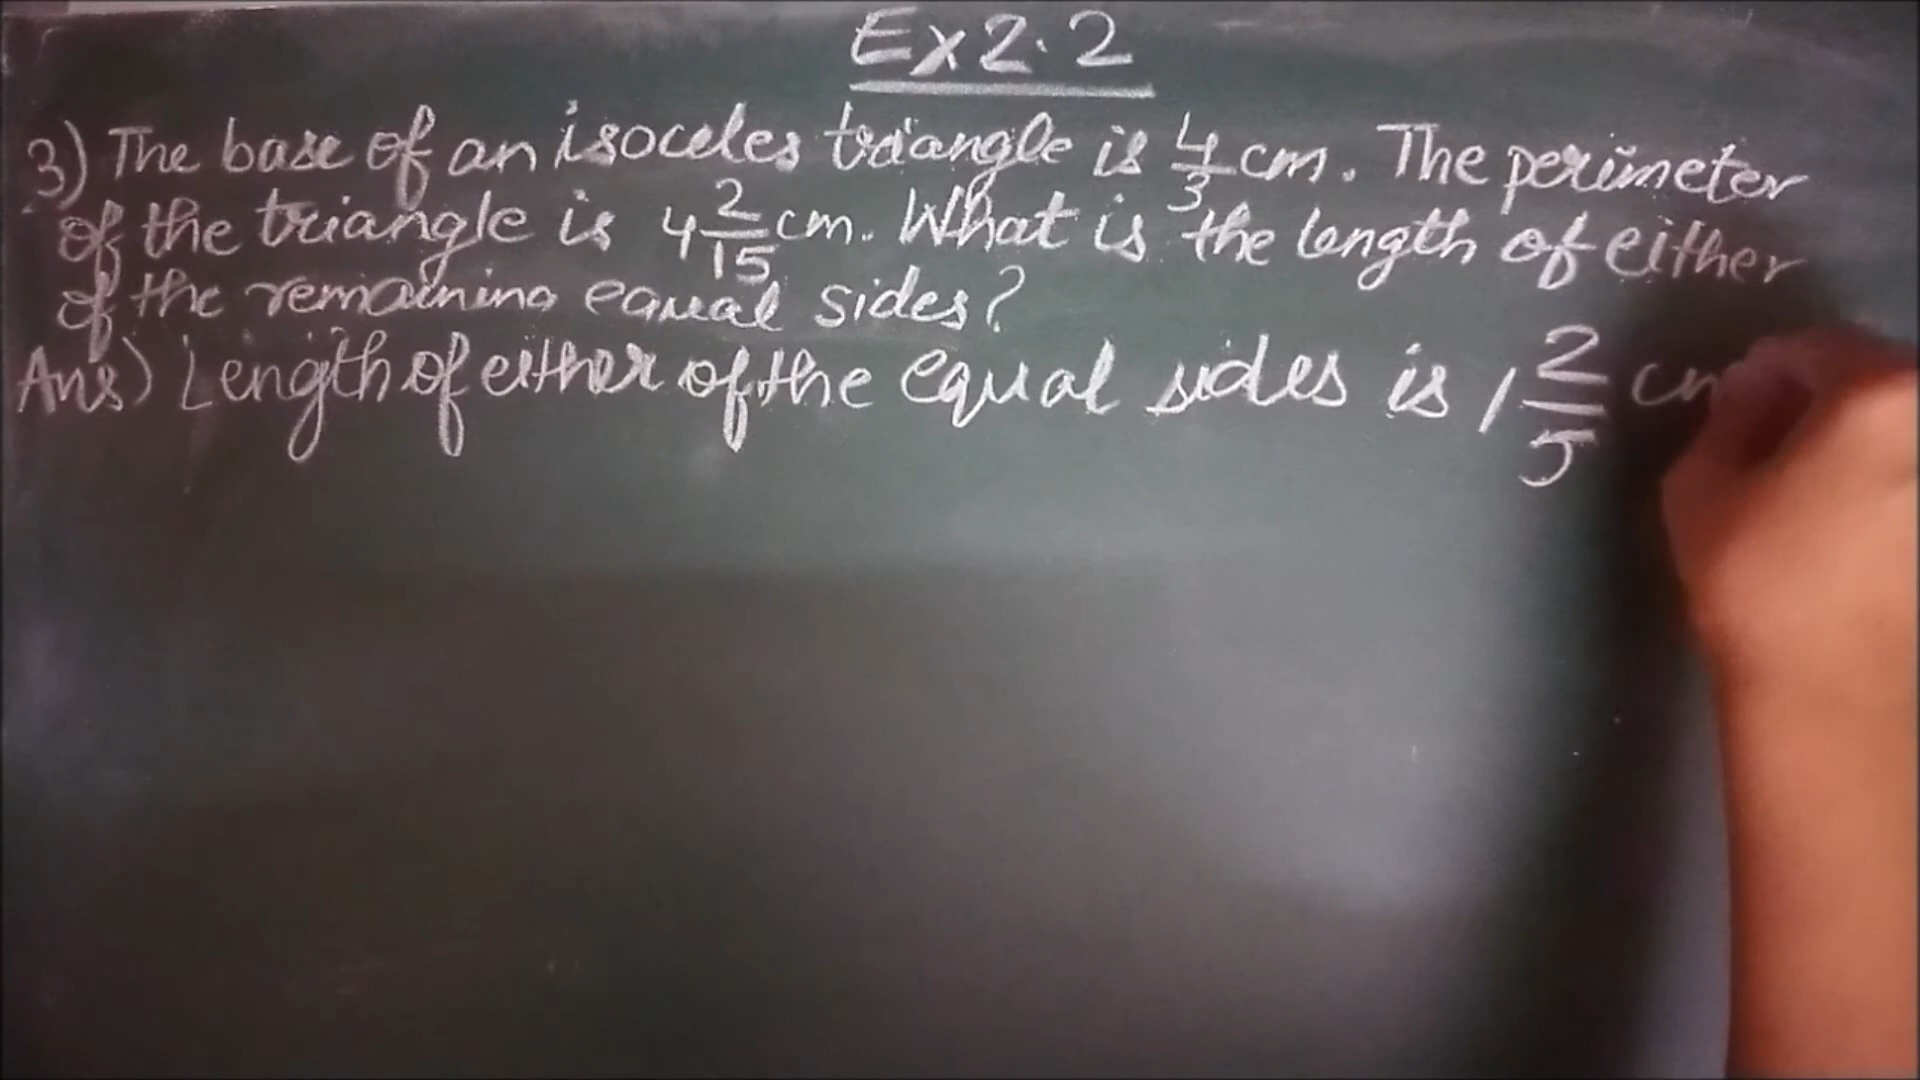 Ex 2.2
3) The base of an isoceles triangle is 4/3 cm. The perimeter
of the triangle is 4 2/15 cm. What is the length of either
of the remaining equal sides?
Ans) Length of either of the equal sides is 1 2/5 cm